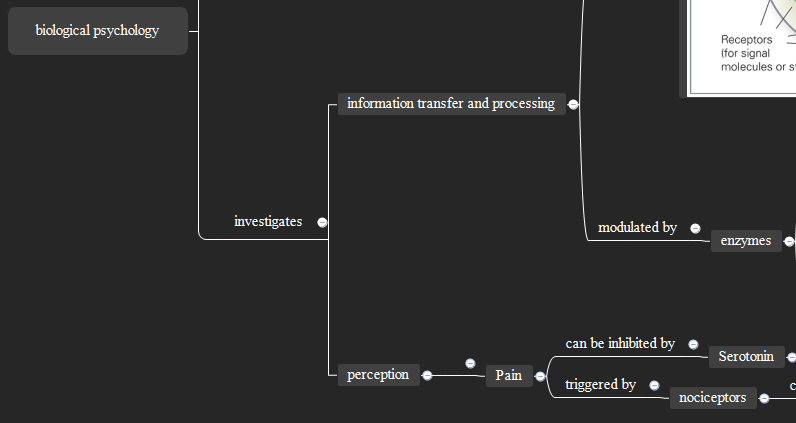 biological psychology
Receptors
(for signal
molecules or
information transfer and processing
investigates
modulated by
enzymes
can be inhibited by
Serotonin
perception
Pain
triggered by
nociceptors